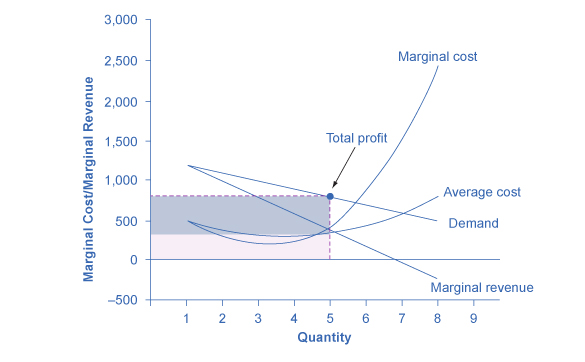 3,000
2,500
2,000
1,500
1,000
500
0
–500
Marginal Cost/Marginal Revenue
Marginal cost
Total profit
Average cost
Demand
Marginal revenue
1 2 3 4 5 6 7 8 9
Quantity